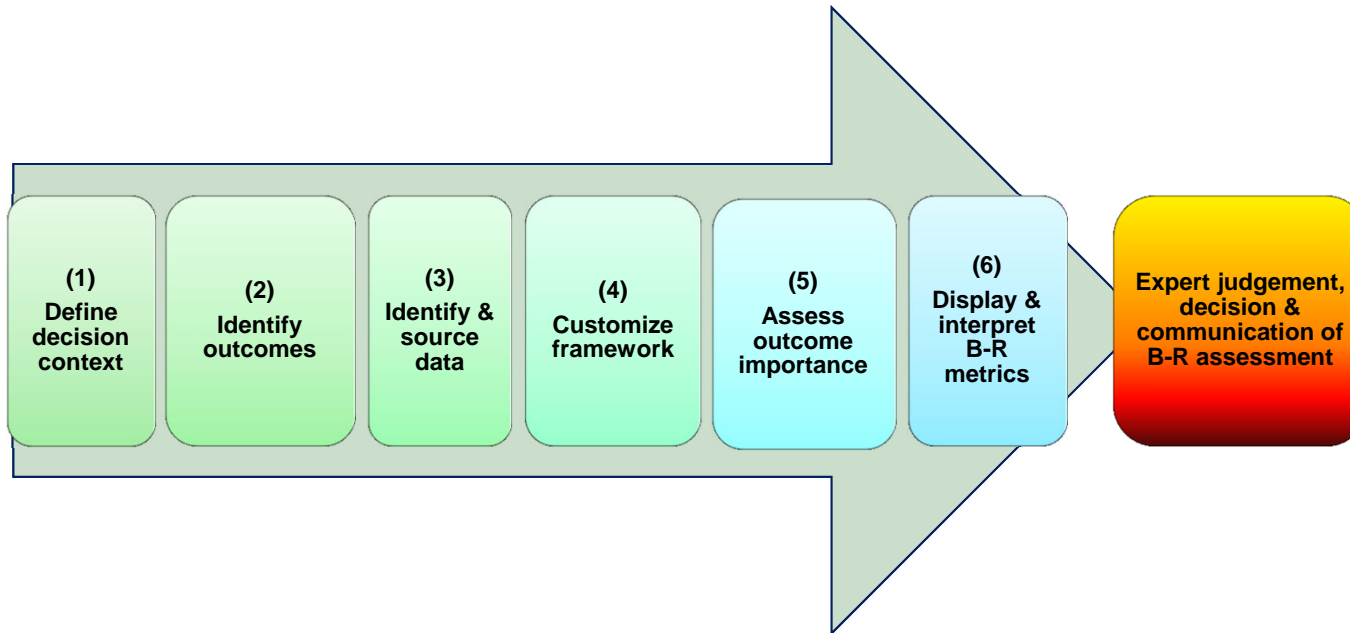 (1)
Define
decision
context
(2)
Identify
outcomes
(3)
Identify &
source
data
(4)
Customize
framework
(5)
Assess
outcome
importance
(6)
Display &
interpret
B-R
metrics
Expert judgement,
decision &
communication of
B-R assessment